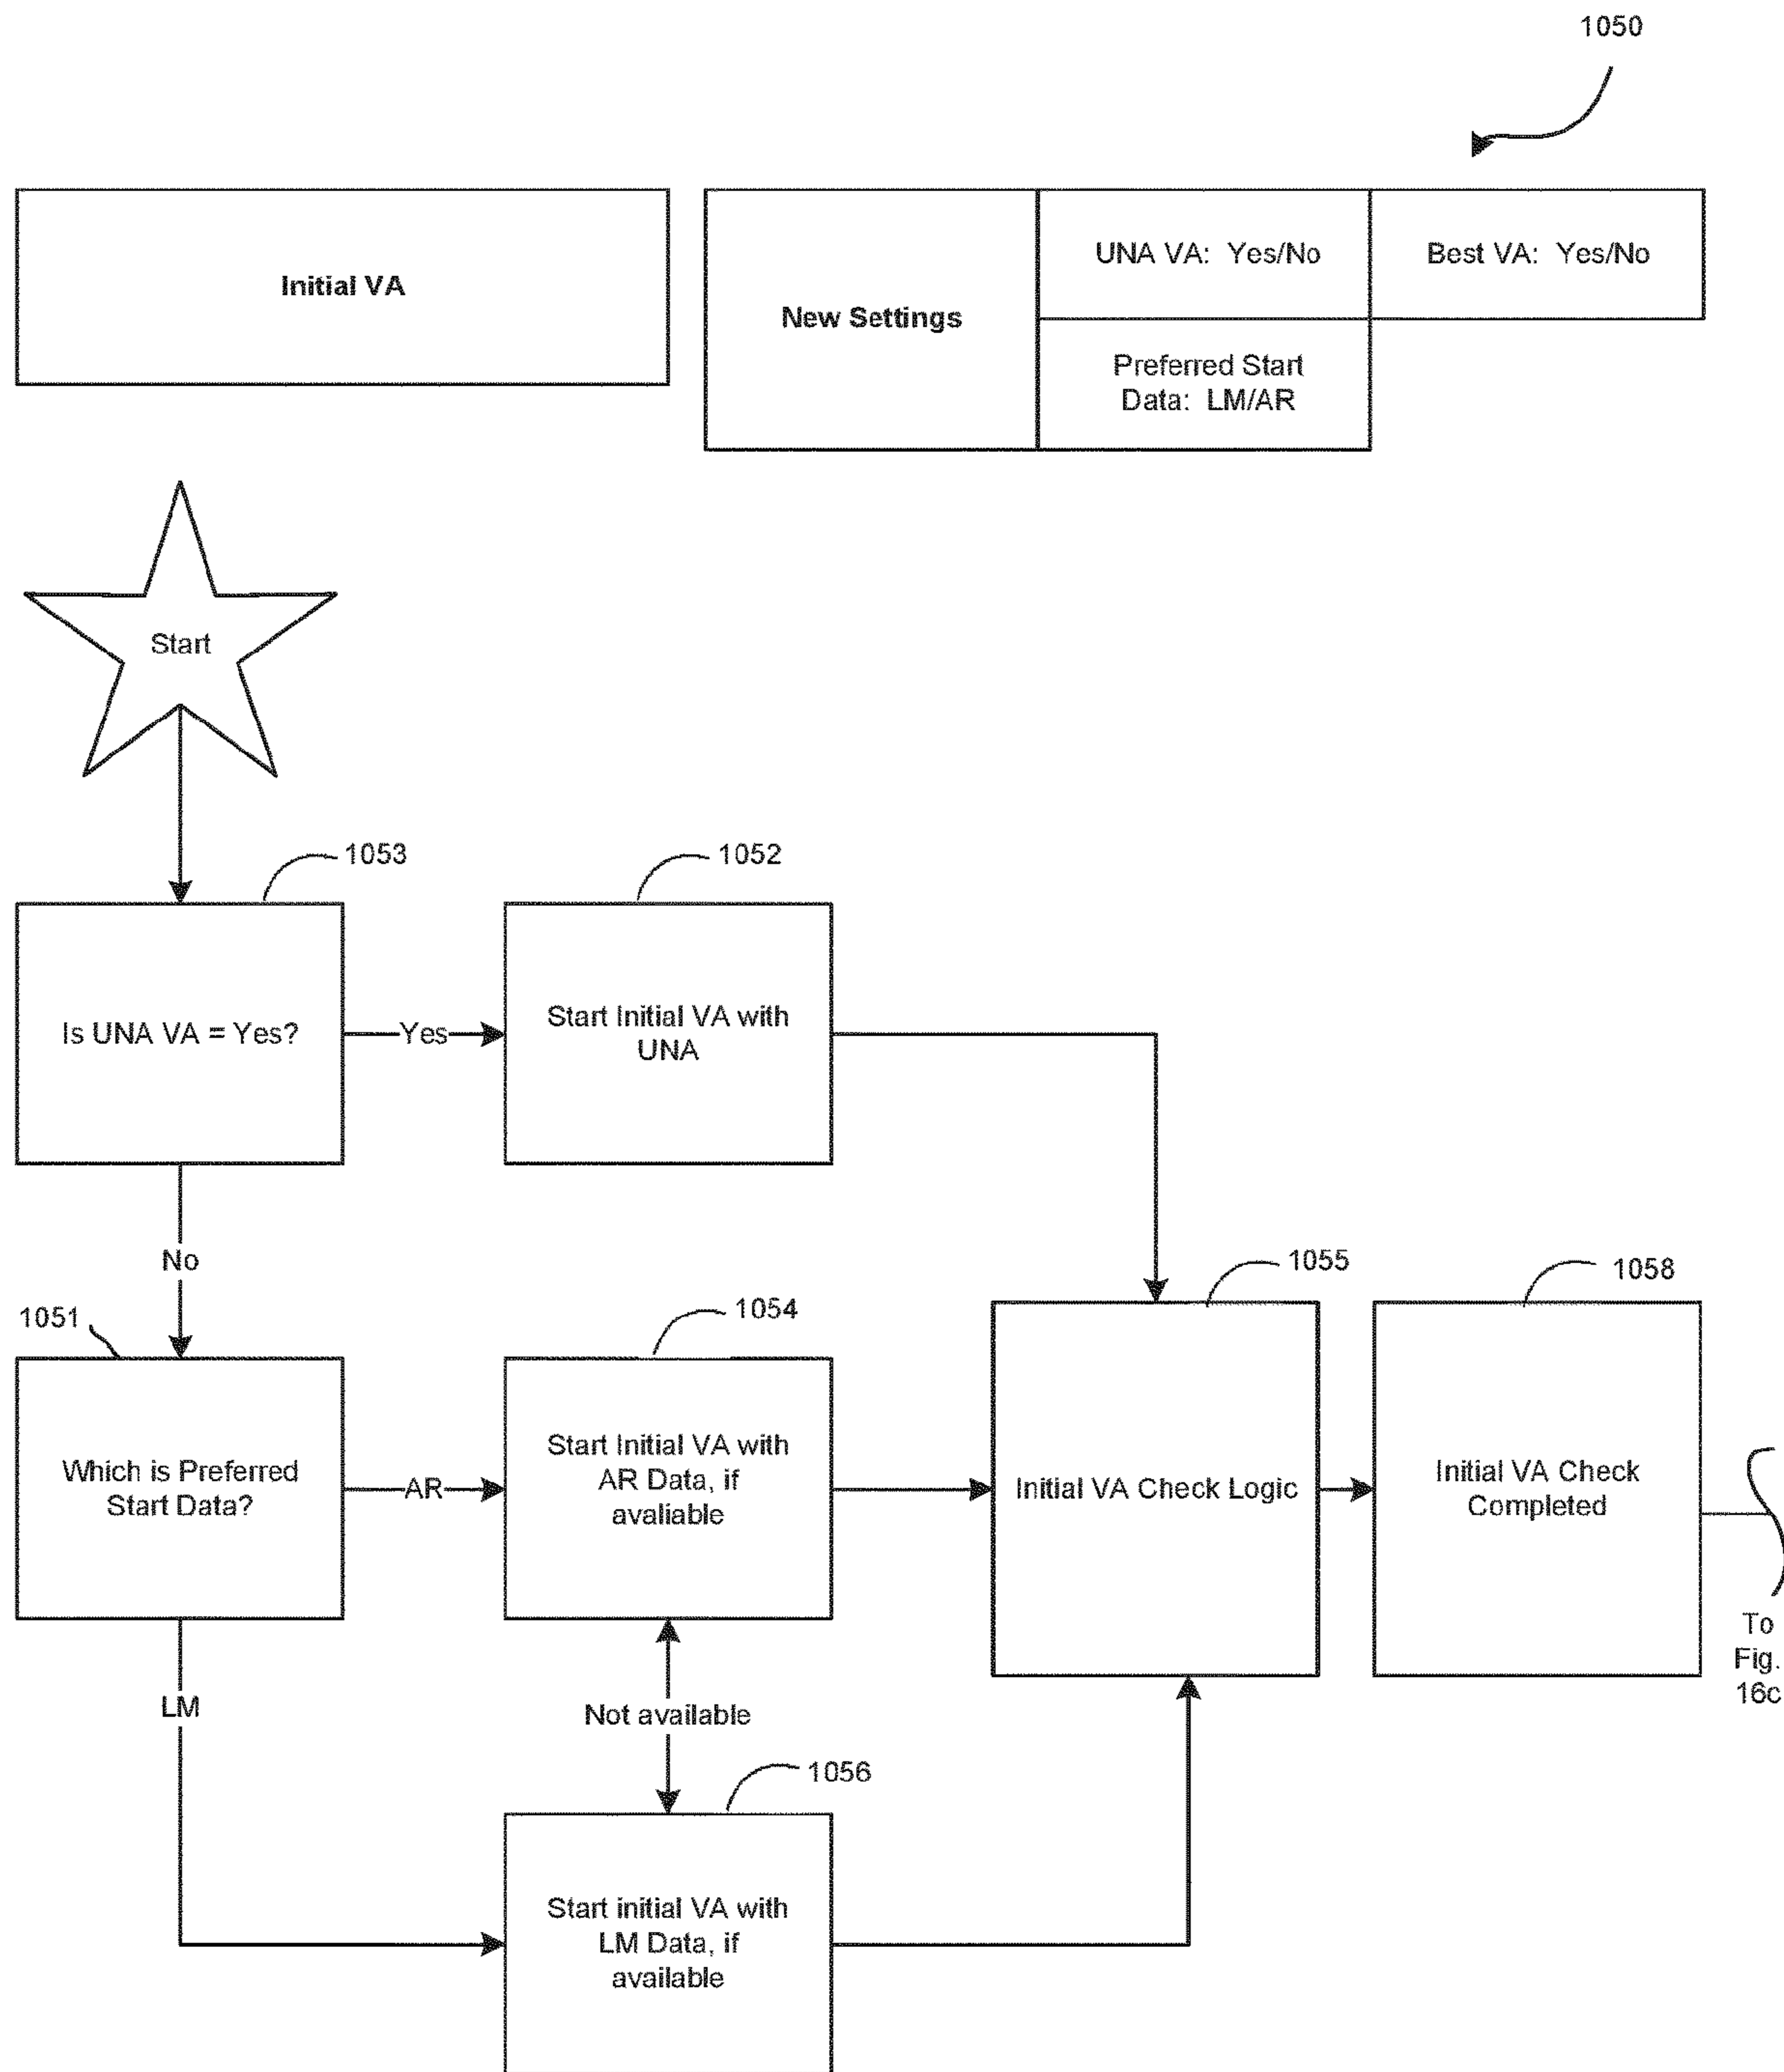 1050
Initial VA
New Settings
UNA VA: Yes/No
Best VA: Yes/No
Preferred Start
Data: LM/AR
Start
1053
1052
Is UNA VA = Yes?
Yes
Start Initial VA with
UNA
No
1051
1054
1055
1058
Which is Preferred
Start Data?
AR
Start Initial VA with
AR Data, if
avaliable
Initial VA Check Logic
Initial VA Check
Completed
To
Fig.
16c
LM
Not available
1056
Start initial VA with
LM Data, if
available